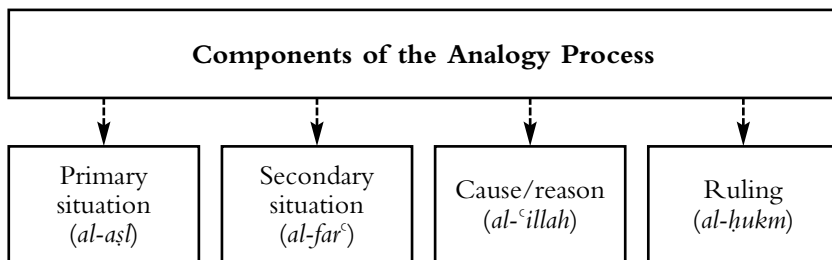 Components of the Analogy Process
Primary
situation
(al-aṣl)
Secondary
situation
(al-farʿ)
Cause/reason
(al-ʿillah)
Ruling
(al-ḥukm)